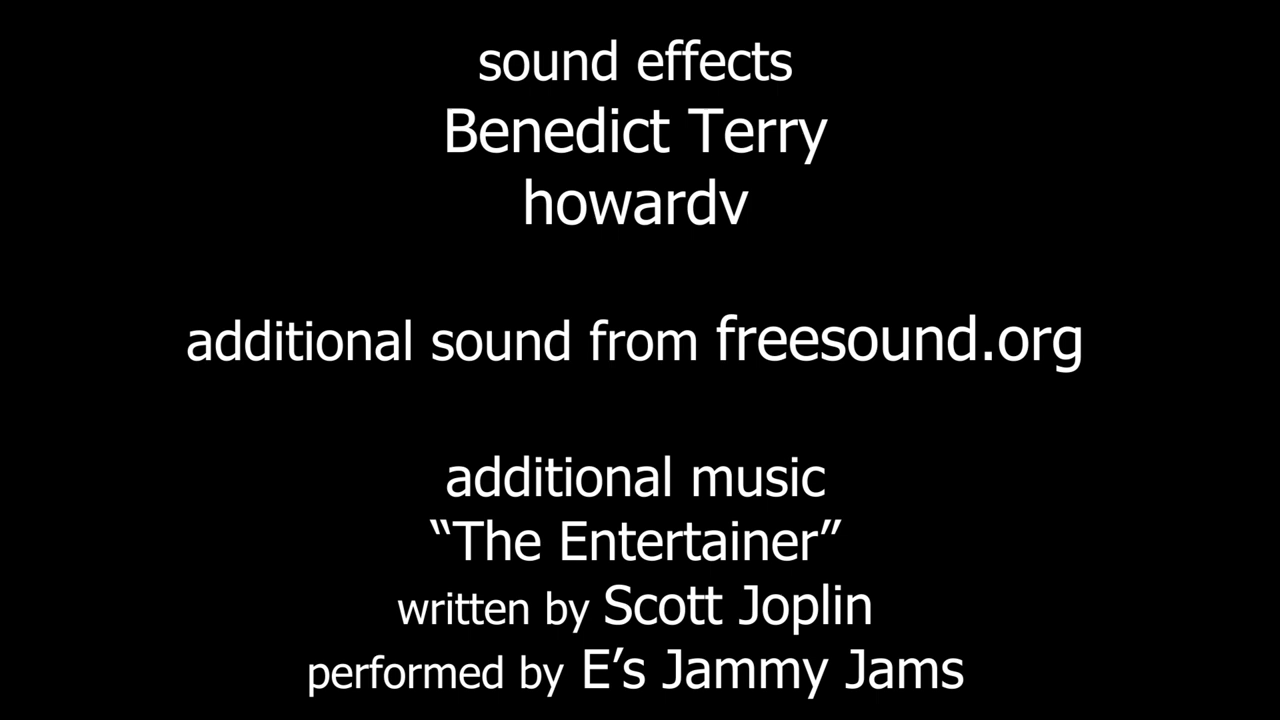 sound effects
Benedict Terry
howardv
additional sound from freesound.org
additional music
“The Entertainer”
written by Scott Joplin
performed by E’s Jammy Jams